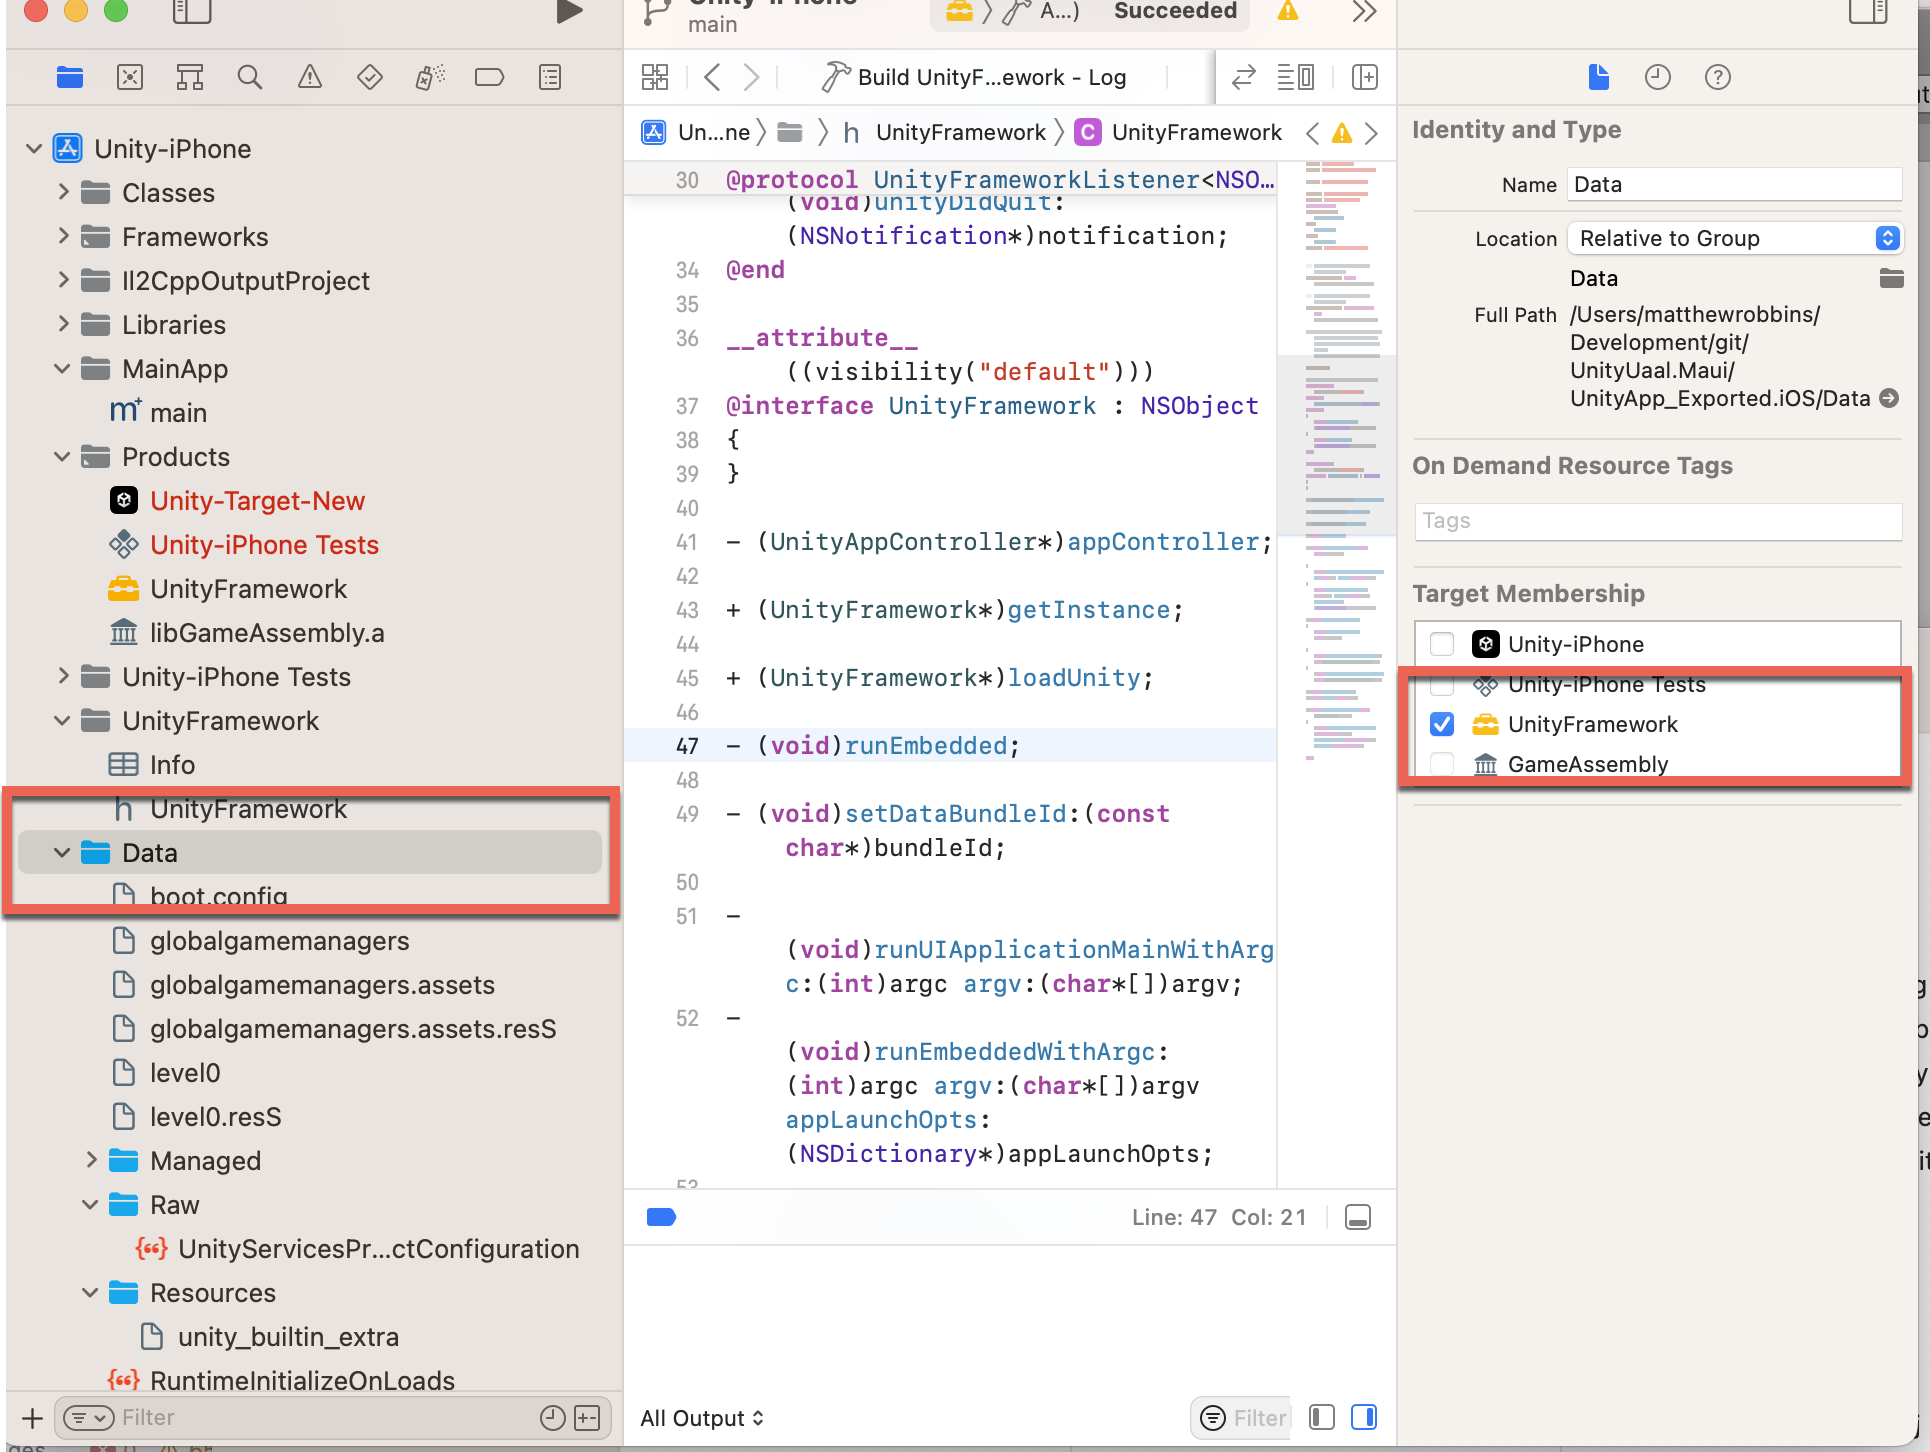 main
A...)
Succeeded
Build UnityF...ework - Log
Un...ne
h
UnityFramework
C
UnityFramework
Unity-iPhone
Classes
Frameworks
Il2CppOutputProject
Libraries
MainApp
m+ main
Products
Unity-Target-New
Unity-iPhone Tests
UnityFramework
libGameAssembly.a
Unity-iPhone Tests
UnityFramework
Info
h UnityFramework
Data
boot.config
globalgamemanagers
globalgamemanagers.assets
globalgamemanagers.assets.resS
level0
level0.resS
Managed
Raw
UnityServicesPr...ctConfiguration
Resources
unity_builtin_extra
RuntimeInitializeOnLoads
Filter
30 @protocol UnityFrameworkListener<NSO...
(void)unityDidQuit:
(NSNotification*)notification;
34 @end
35
36 __attribute__
((visibility("default")))
37 @interface UnityFramework : NSObject
38 {
39 }
40
41 - (UnityAppController*)appController;
42
43 + (UnityFramework*)getInstance;
44
45 + (UnityFramework*)loadUnity;
46
47 - (void)runEmbedded;
48
49 - (void)setDataBundleId:(const
char*)bundleId;
50
51 -
(void)runUIApplicationMainWithArg
c:(int)argc argv:(char*[])argv;
52 -
(void)runEmbeddedWithArgc:
(int)argc argv:(char*[])argv
appLaunchOpts:
(NSDictionary*)appLaunchOpts;
53
Line: 47 Col: 21
All Output
Filter
Identity and Type
Name Data
Location Relative to Group
Data
Full Path /Users/matthewrobbins/
Development/git/
UnityUaal.Maui/
UnityApp_Exported.iOS/Data
On Demand Resource Tags
Tags
Target Membership
Unity-iPhone
Unity-iPhone Tests
UnityFramework
GameAssembly